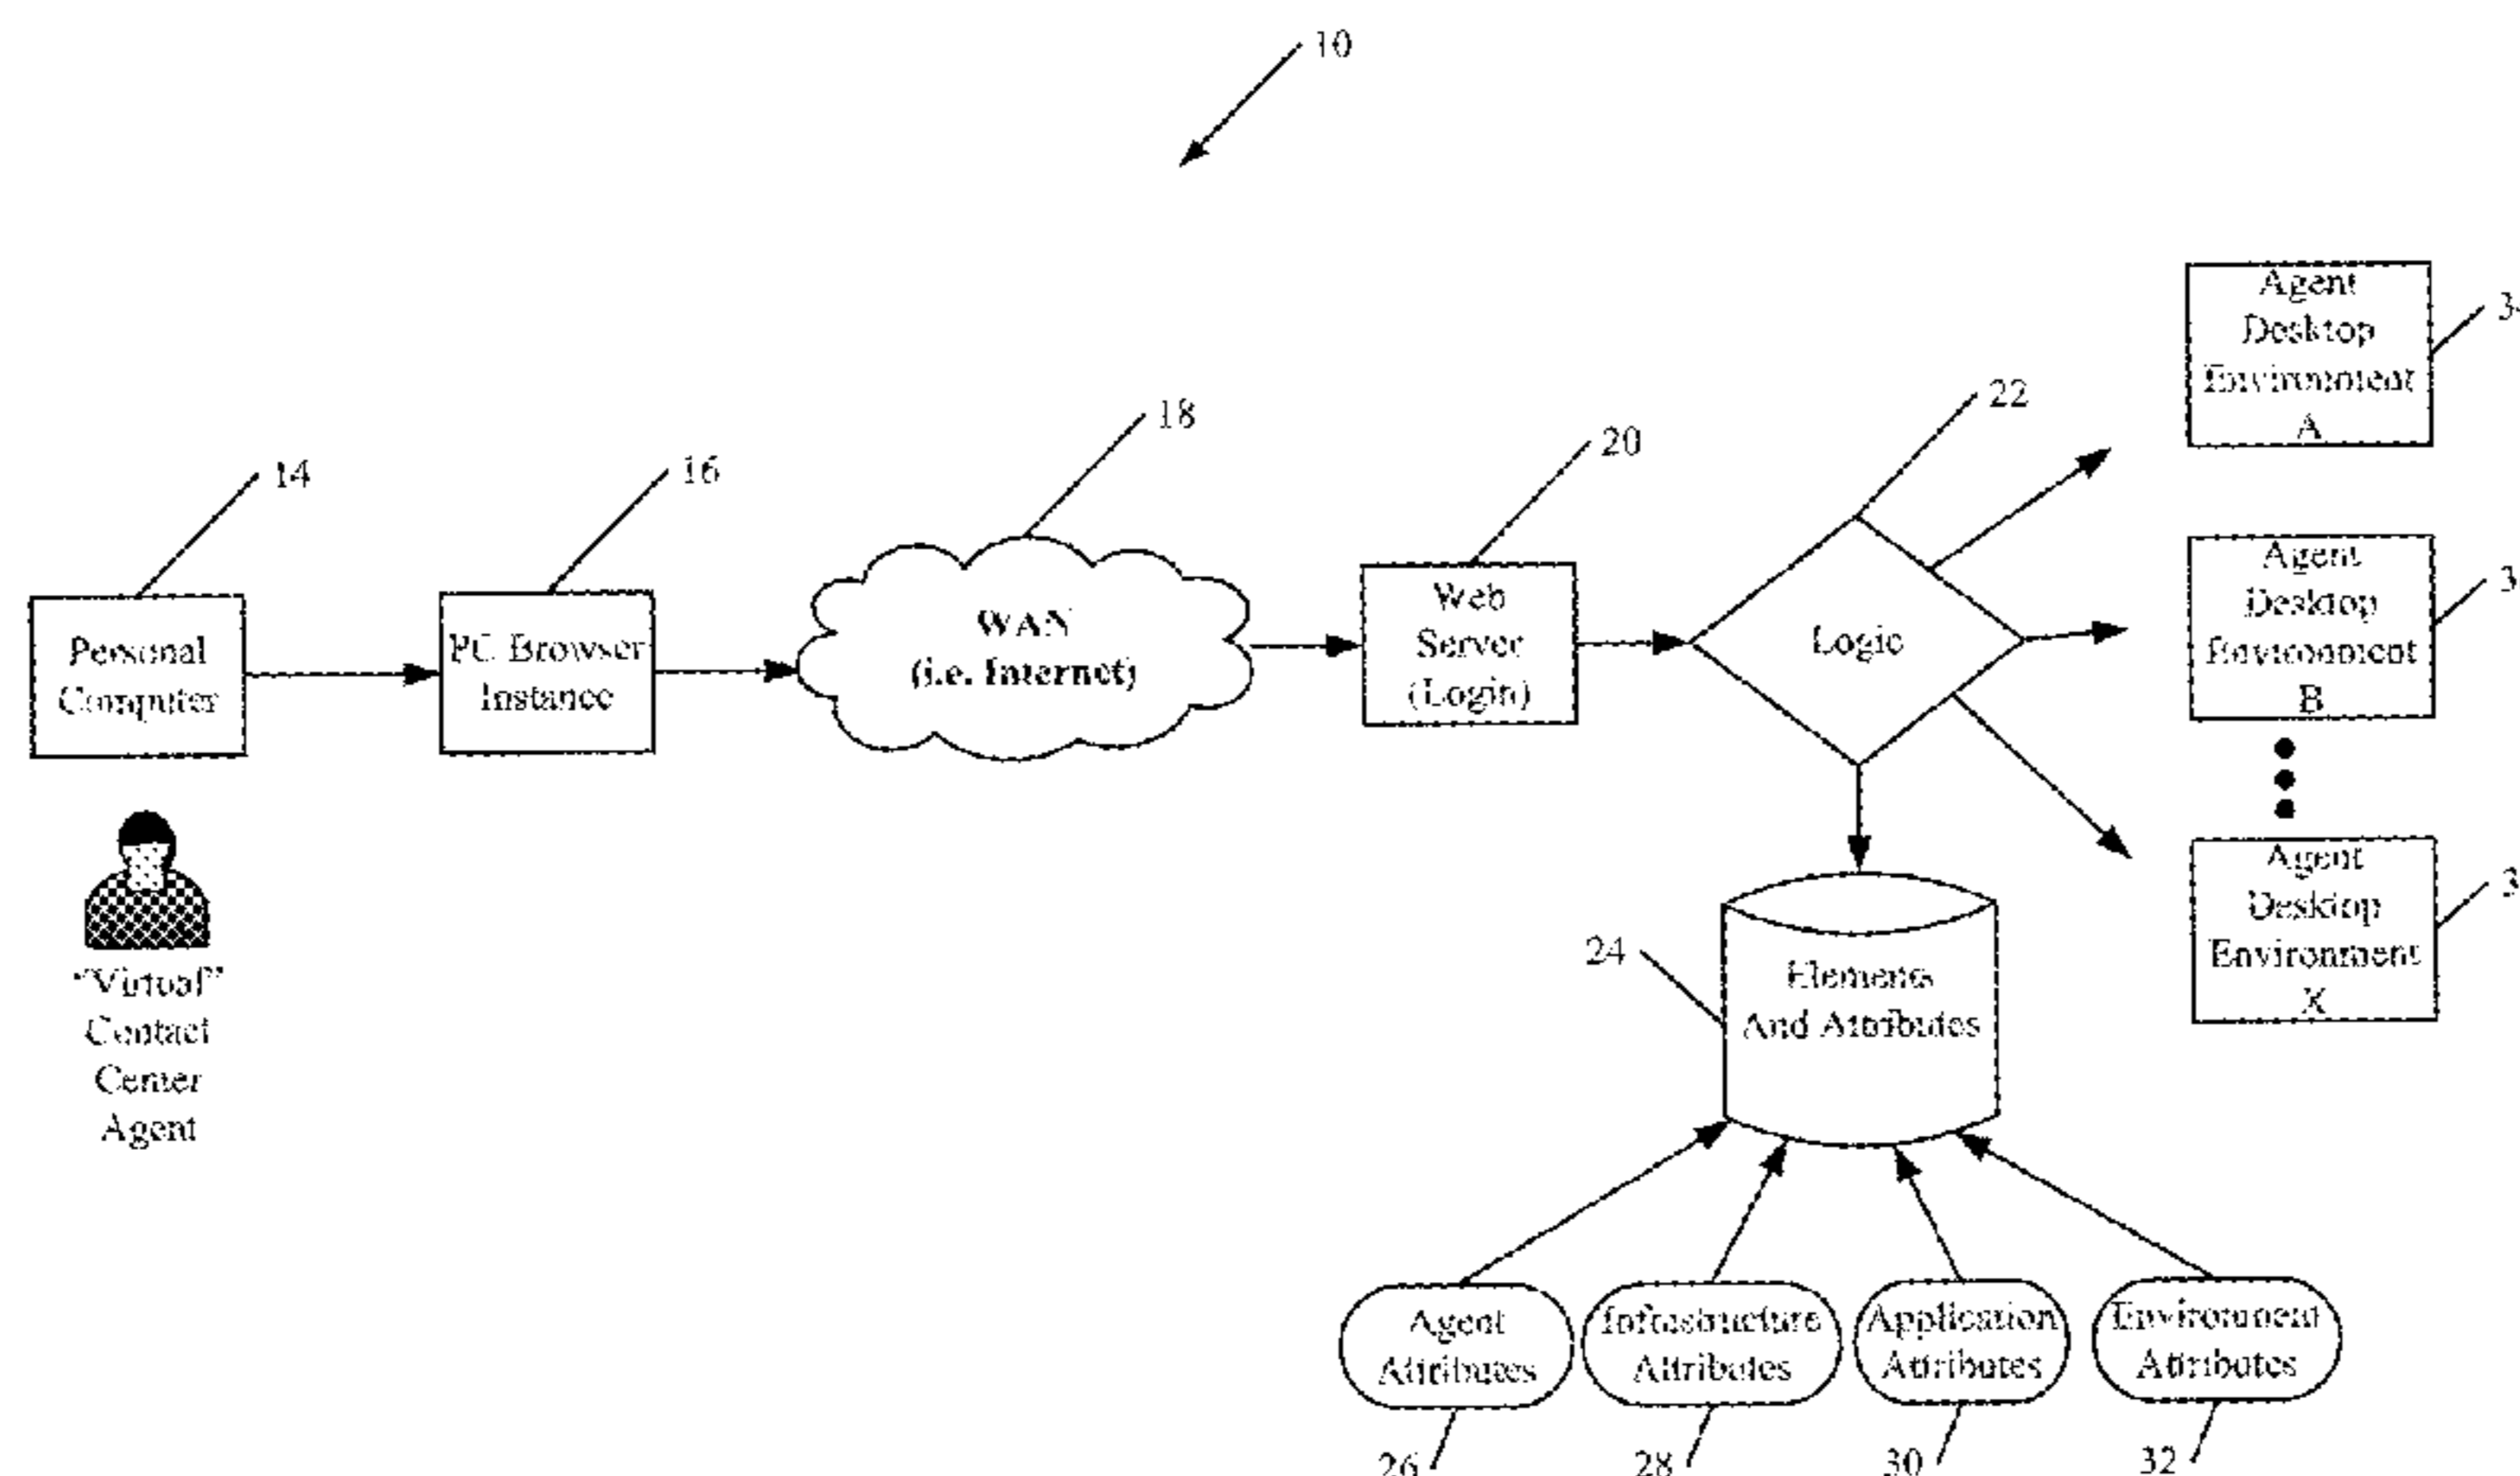 10
14
Personal
Computer
"Virtual"
Contact
Center
Agent
16
PC Browser
Instance
18
WAN
(i.e. Internet)
20
Web
Server
(Login)
22
Logic
Agent
Desktop
Environment
A
Agent
Desktop
Environment
B
Agent
Desktop
Environment
X
24
Elements
And Attributes
Agent
Attributes
Infrastructure
Attributes
Application
Attributes
Environment
Attributes
26
28
30
32